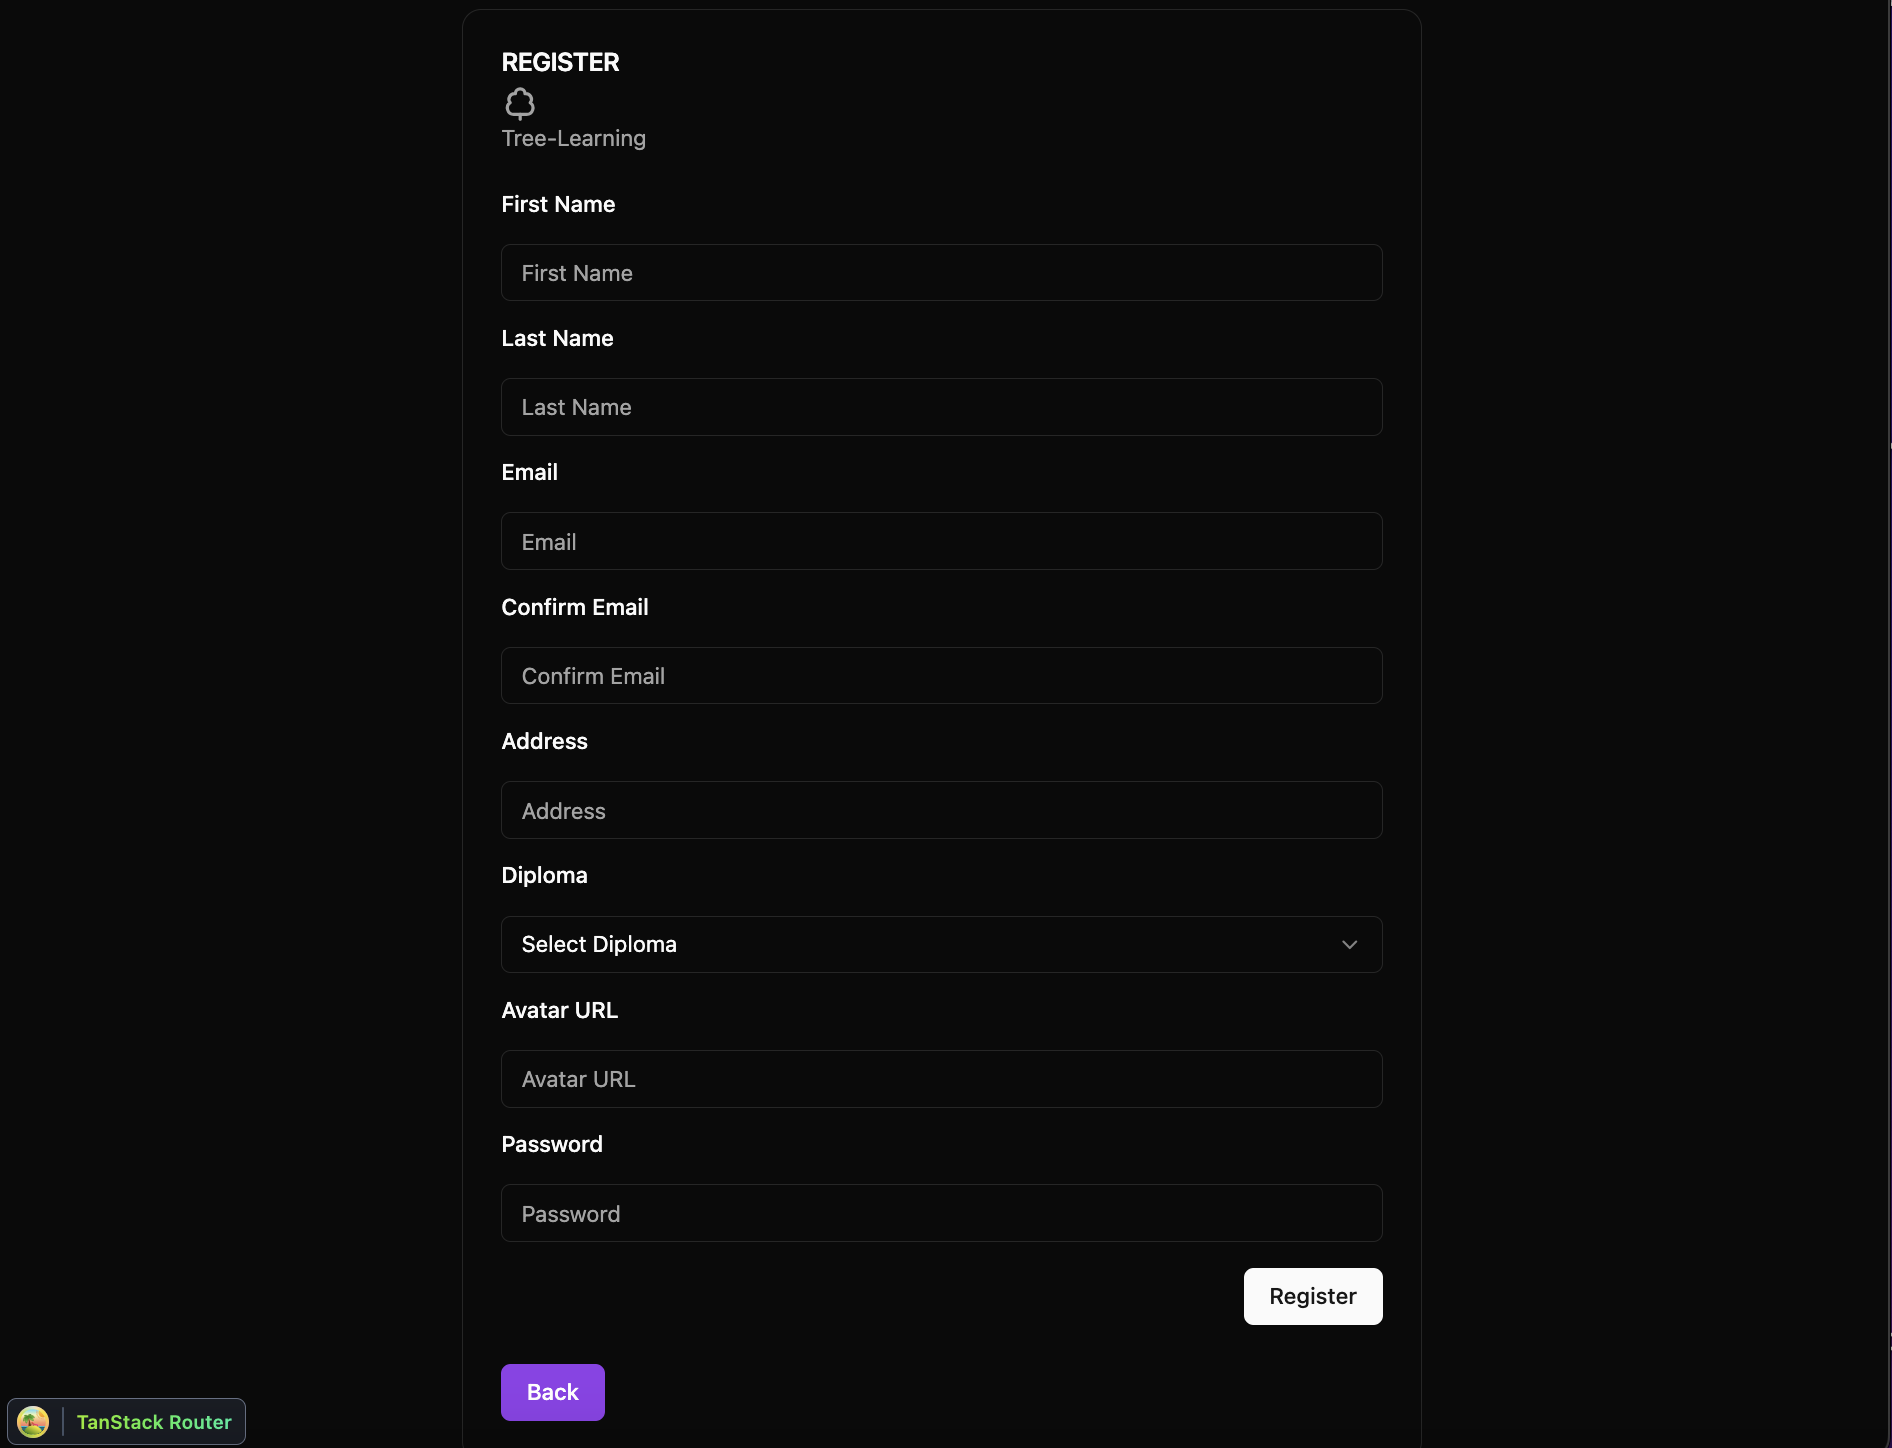 REGISTER
Tree-Learning
First Name
First Name
Last Name
Last Name
Email
Email
Confirm Email
Confirm Email
Address
Address
Diploma
Select Diploma
Avatar URL
Avatar URL
Password
Password
Register
Back
TanStack Router